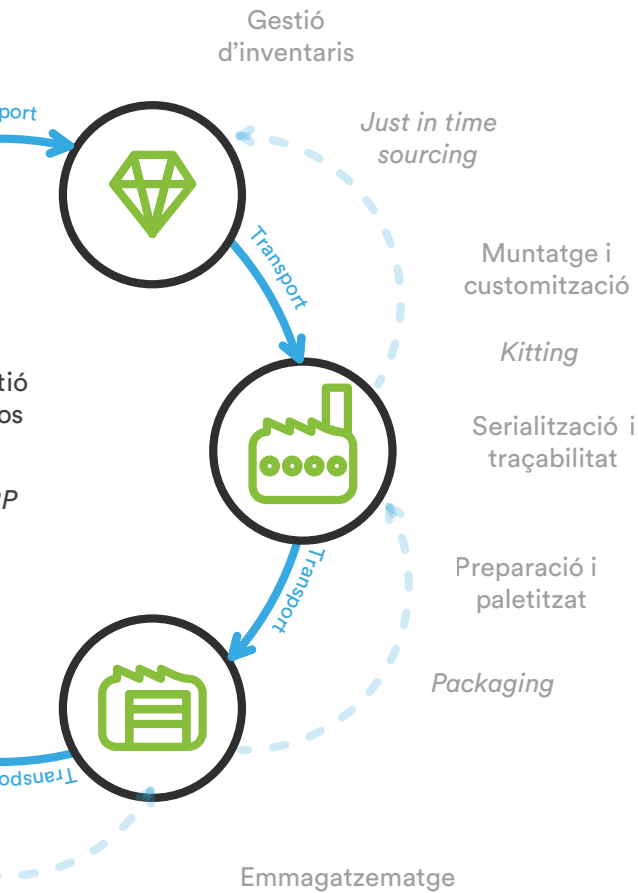 Gestió
d'inventaris
port
Just in time
sourcing
Transport
Muntatge i
customització
Kitting
tió
os
Serialització i
traçabilitat
P
Transport
Preparació i
paletitzat
Packaging
Transpo
Emmagatzematge